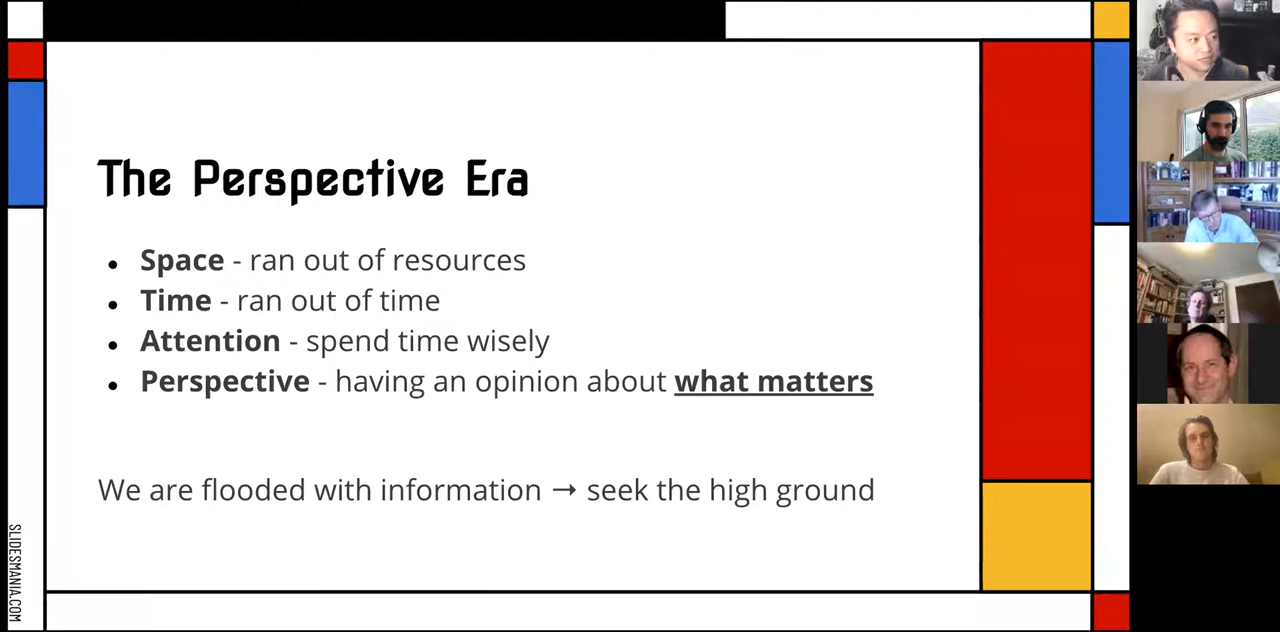 The Perspective Era
● Space - ran out of resources
● Time - ran out of time
● Attention - spend time wisely
● Perspective - having an opinion about what matters
We are flooded with information → seek the high ground
SLIDESMANIA.COM